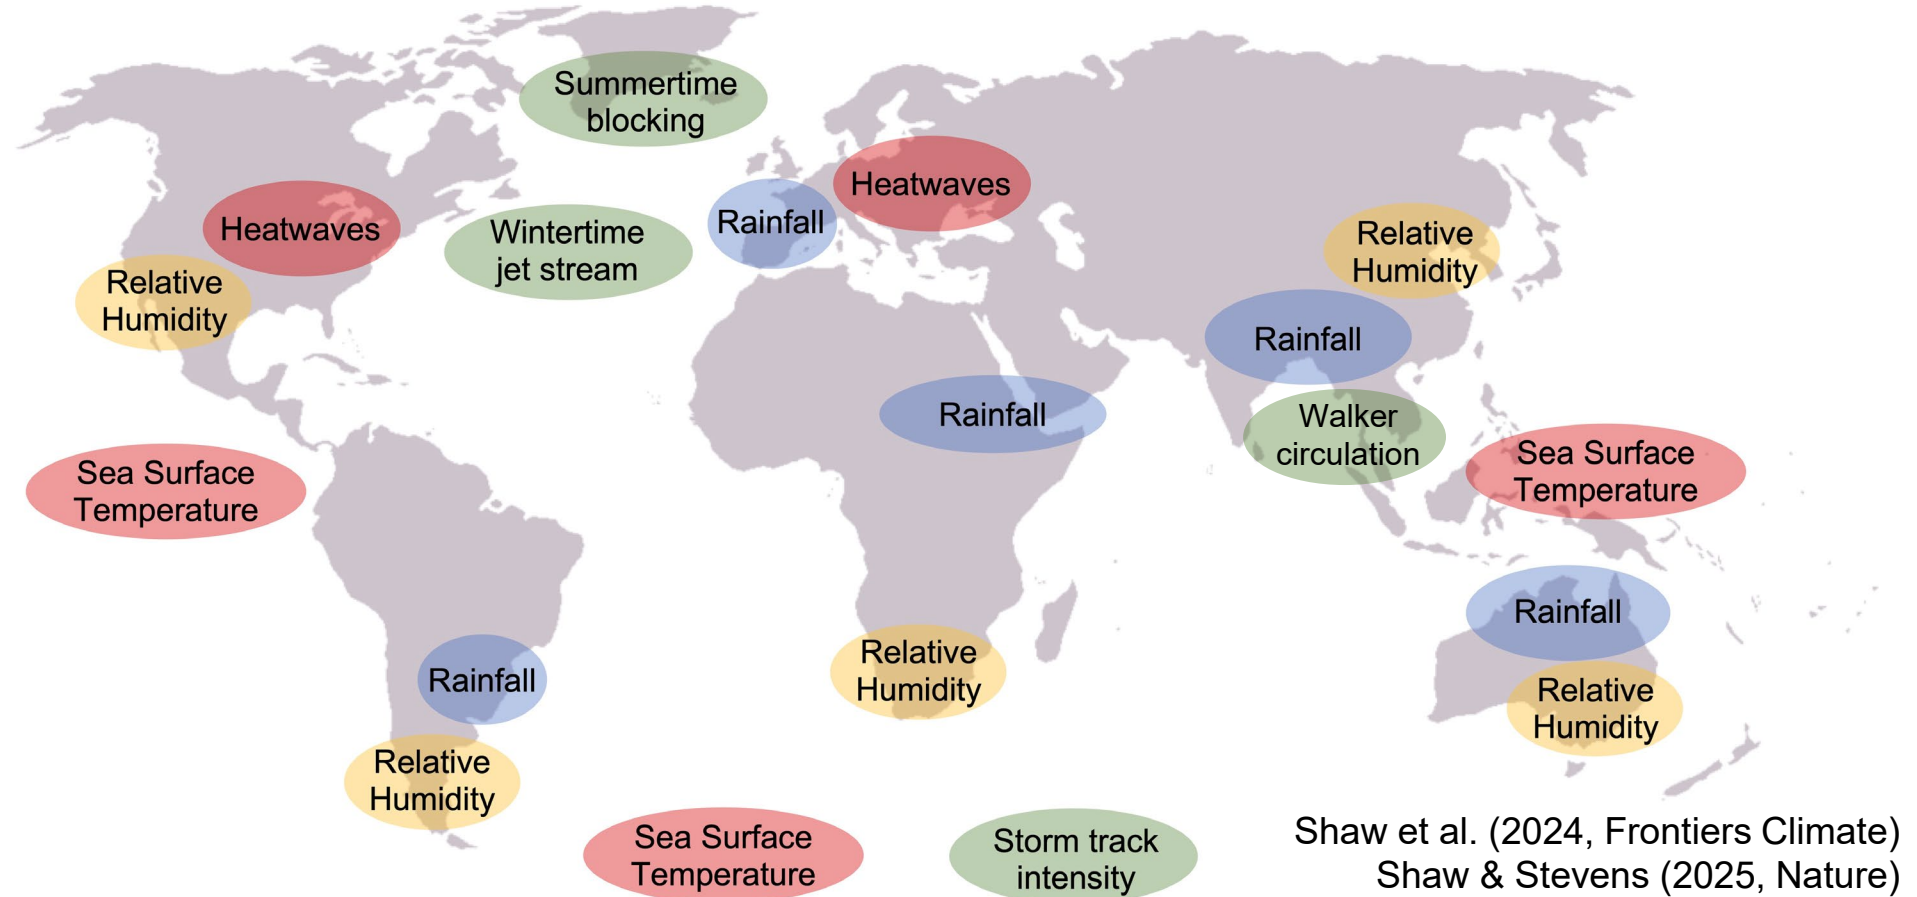 Summertime
blocking
Heatwaves
Rainfall
Heatwaves
Wintertime
jet stream
Relative
Humidity
Relative
Humidity
Rainfall
Rainfall
Walker
circulation
Sea Surface
Temperature
Sea Surface
Temperature
Rainfall
Rainfall
Relative
Humidity
Relative
Humidity
Relative
Humidity
Sea Surface
Temperature
Storm track
intensity
Shaw et al. (2024, Frontiers Climate)
Shaw & Stevens (2025, Nature)